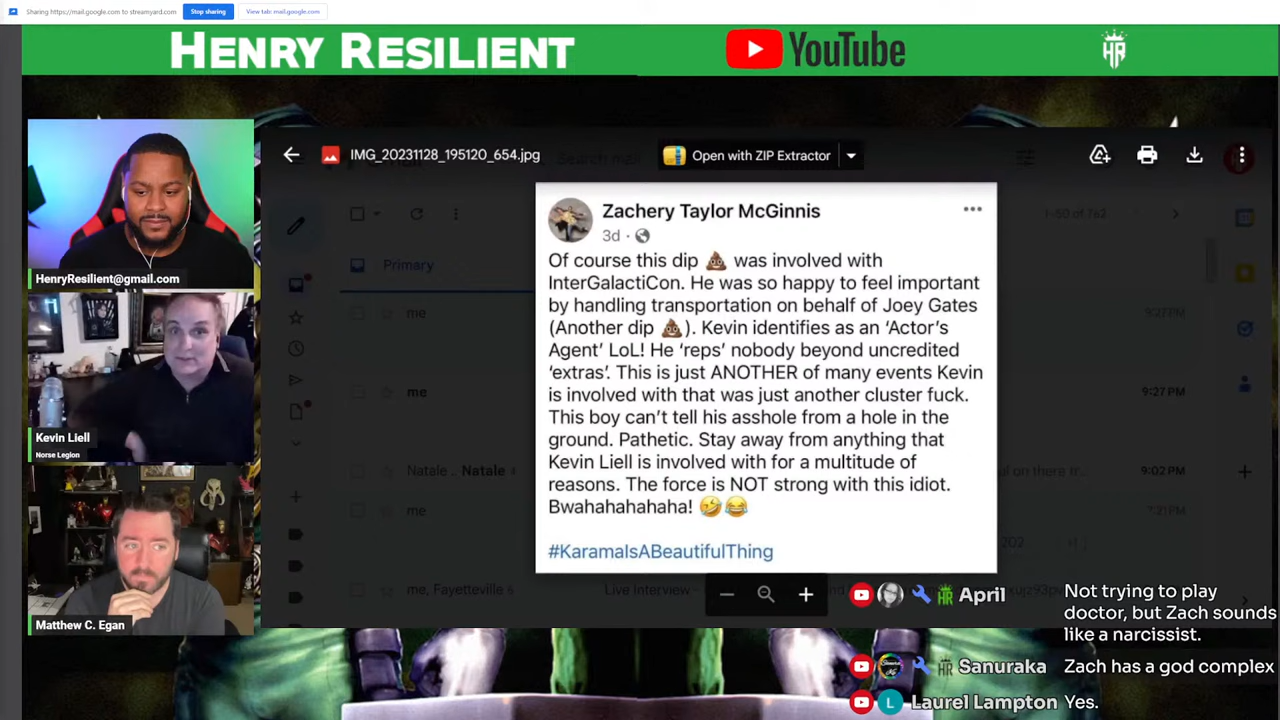 Sharing https://mail.google.com to streamyard.com
Stop sharing
View tab: mail.google.com
HENRY RESILIENT
YouTube
HR
IMG_20231128_195120_654.jpg
Search mail
Open with ZIP Extractor
HenryResilient@gmail.com
Kevin Liell
Norse Legion
Matthew C. Egan
Primary
1-50 of 762
me
9:27 PM
me
9:27 PM
Natale .. Natale
9:02 PM
me
7:21 PM
me, Fayetteville 6
Live Interview
Zachery Taylor McGinnis
3d ·
Of course this dip 💩 was involved with
InterGalactiCon. He was so happy to feel important
by handling transportation on behalf of Joey Gates
(Another dip 💩). Kevin identifies as an ‘Actor’s
Agent’ LoL! He ‘reps’ nobody beyond uncredited
‘extras’. This is just ANOTHER of many events Kevin
is involved with that was just another cluster fuck.
This boy can’t tell his asshole from a hole in the
ground. Pathetic. Stay away from anything that
Kevin Liell is involved with for a multitude of
reasons. The force is NOT strong with this idiot.
Bwahahahahaha! 🤣😂
#KaramaIsABeautifulThing
April
Not trying to play
doctor, but Zach sounds
like a narcissist.
Sanuraka
Zach has a god complex
L
Laurel Lampton
Yes.